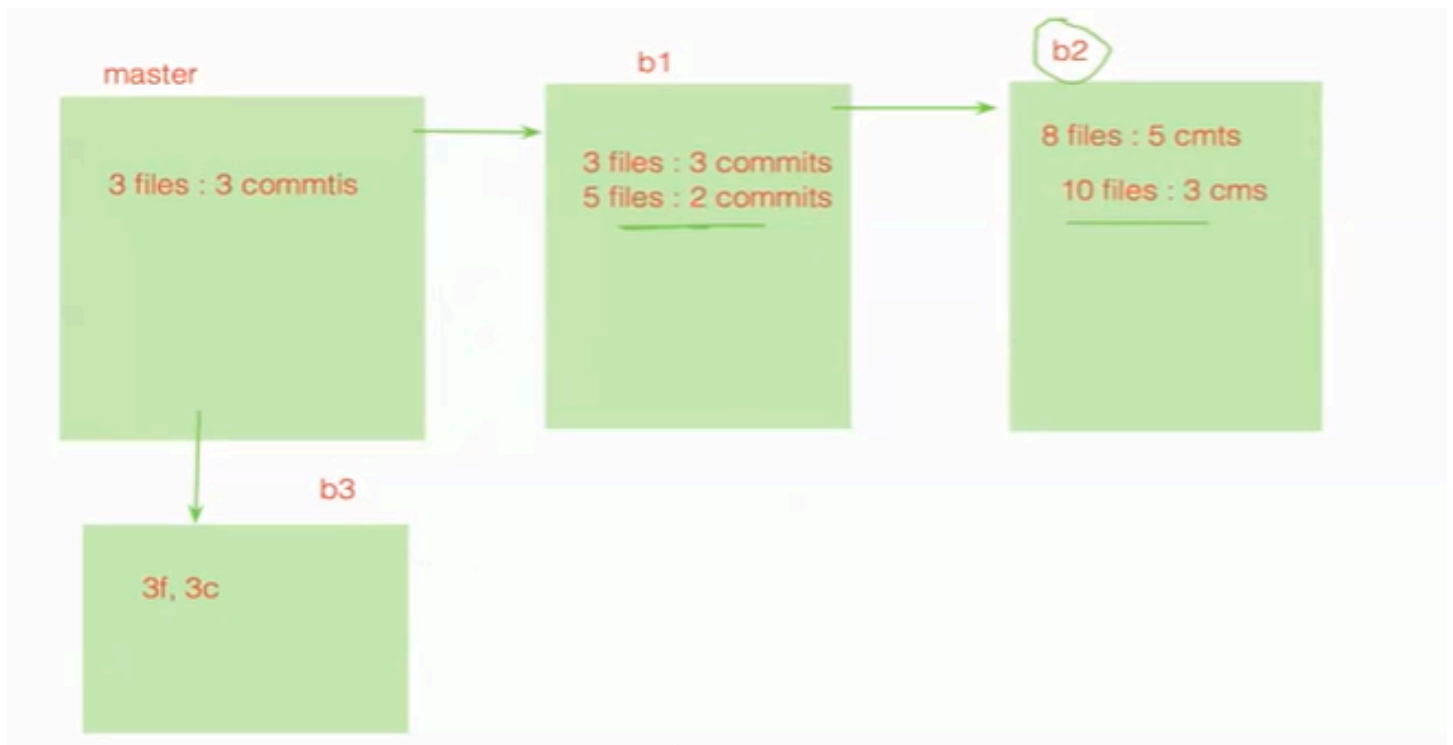 master
3 files : 3 commtis
b1
3 files : 3 commits
5 files : 2 commits
b2
8 files : 5 cmts
10 files : 3 cms
b3
3f, 3c